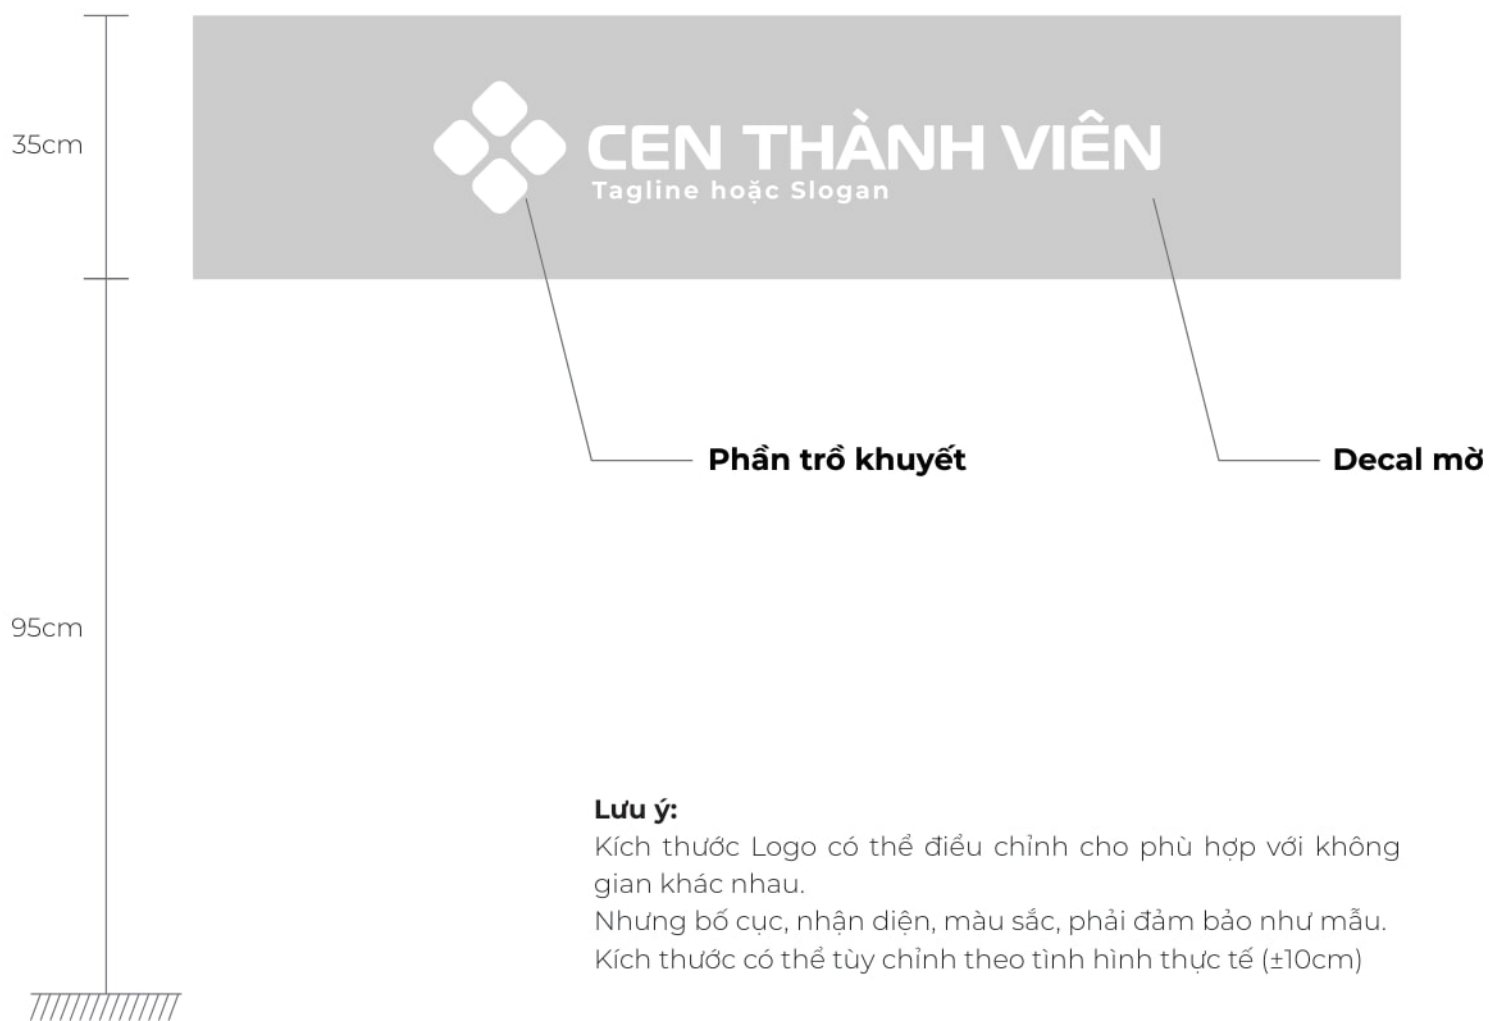 35cm
CEN THÀNH VIÊN
Tagline hoặc Slogan
Phần trổ khuyết
Decal mờ
95cm
Lưu ý:
Kích thước Logo có thể điều chỉnh cho phù hợp với không
gian khác nhau.
Nhưng bố cục, nhận diện, màu sắc, phải đảm bảo như mẫu.
Kích thước có thể tùy chỉnh theo tình hình thực tế (±10cm)